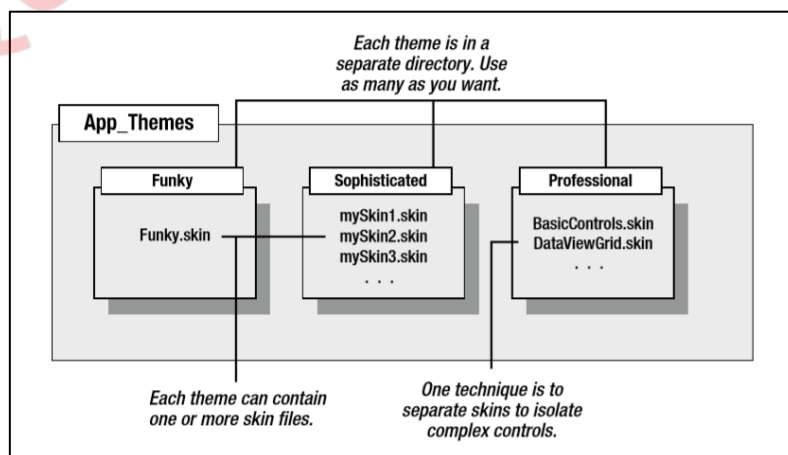 Each theme is in a
separate directory. Use
as many as you want.
App_Themes
Funky
Sophisticated
Professional
Funky.skin
mySkin1.skin
mySkin2.skin
mySkin3.skin
. . .
BasicControls.skin
DataViewGrid.skin
. . .
Each theme can contain
one or more skin files.
One technique is to
separate skins to isolate
complex controls.